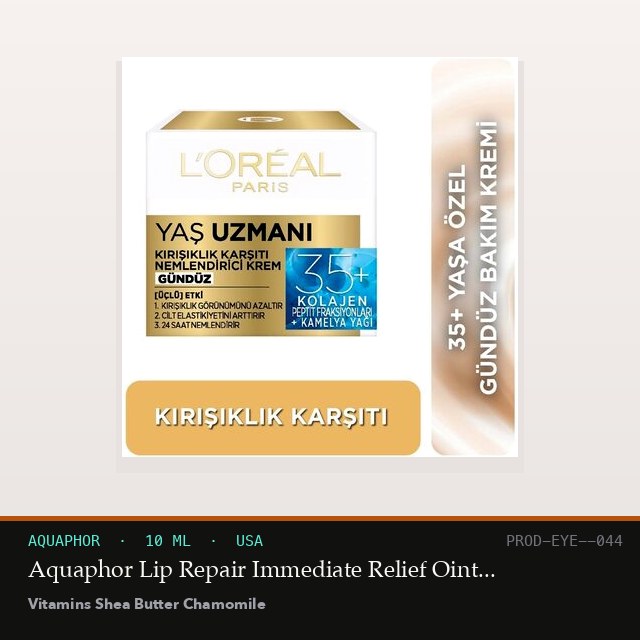 L'ORÉAL
PARIS
YAŞ UZMANI
KIRIŞIKLIK KARŞITI
NEMLENDİRİCİ KREM
GÜNDÜZ
[ÜÇLÜ] ETKİ
1. KIRIŞIKLIK GÖRÜNÜMÜNÜ AZALTIR
2. CİLT ELASTİKİYETİNİ ARTTIRIR
3. 24 SAAT NEMLENDİRİR
35+
KOLAJEN
PEPTİT FRAKSİYONLARI
+ KAMELYA YAĞI
35+ YAŞA ÖZEL
GÜNDÜZ BAKIM KREMİ
KIRIŞIKLIK KARŞITI
AQUAPHOR · 10 ML · USA
PROD-EYE--044
Aquaphor Lip Repair Immediate Relief Oint...
Vitamins Shea Butter Chamomile